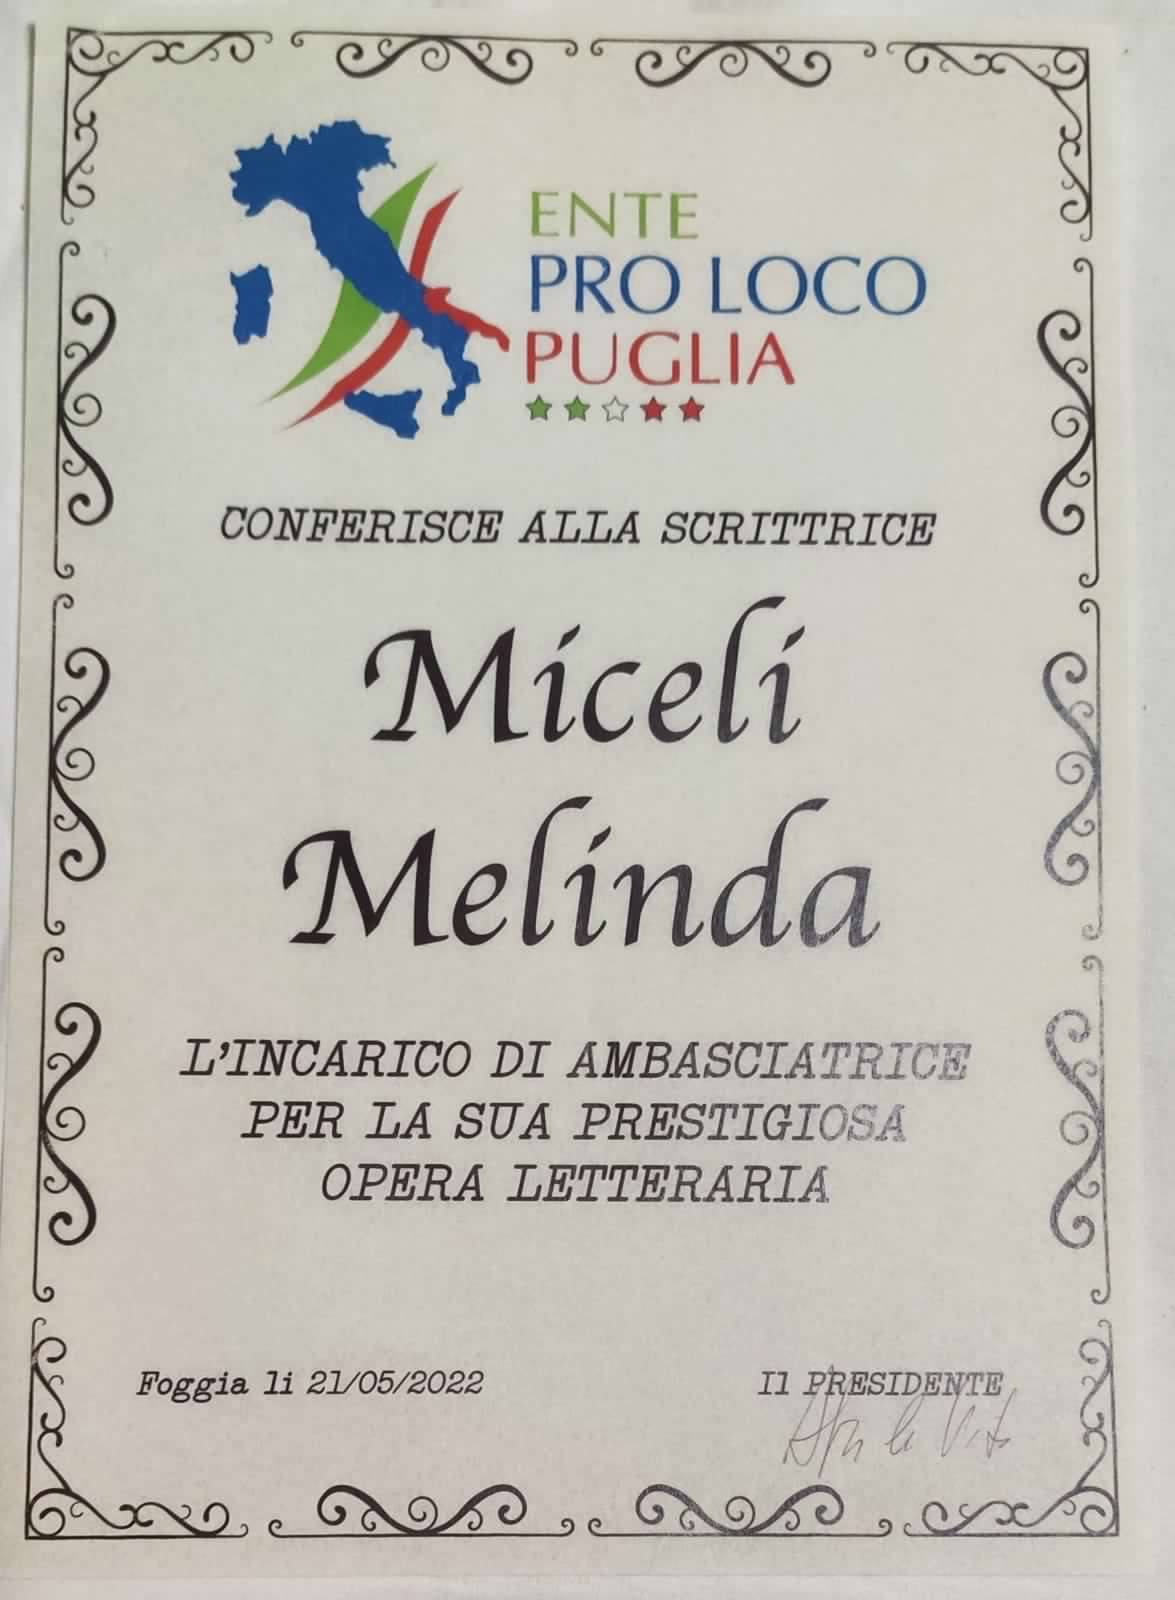 ENTE
PRO LOCO
PUGLIA
CONFERISCE ALLA SCRITTRICE
Miceli
Melinda
L'INCARICO DI AMBASCIATRICE
PER LA SUA PRESTIGIOSA
OPERA LETTERARIA
Foggia li 21/05/2022
Il PRESIDENTE